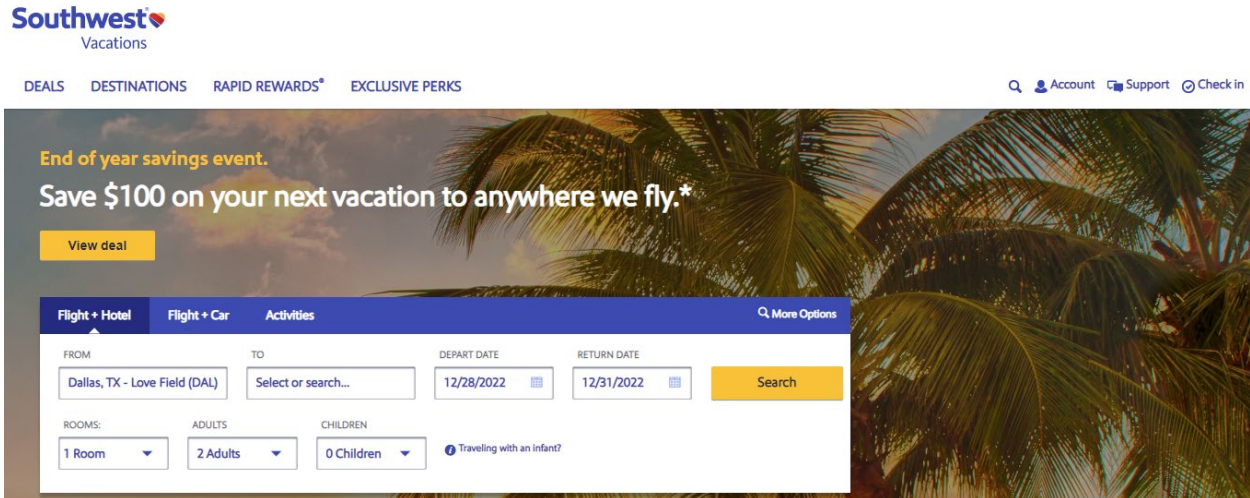 Southwest
Vacations
DEALS DESTINATIONS RAPID REWARDS® EXCLUSIVE PERKS Account Support Check in
End of year savings event.
Save $100 on your next vacation to anywhere we fly.*
View deal
Flight + Hotel Flight + Car Activities More Options
FROM TO DEPART DATE RETURN DATE
Dallas, TX - Love Field (DAL) Select or search... 12/28/2022 12/31/2022 Search
ROOMS: ADULTS CHILDREN
1 Room 2 Adults 0 Children Traveling with an infant?